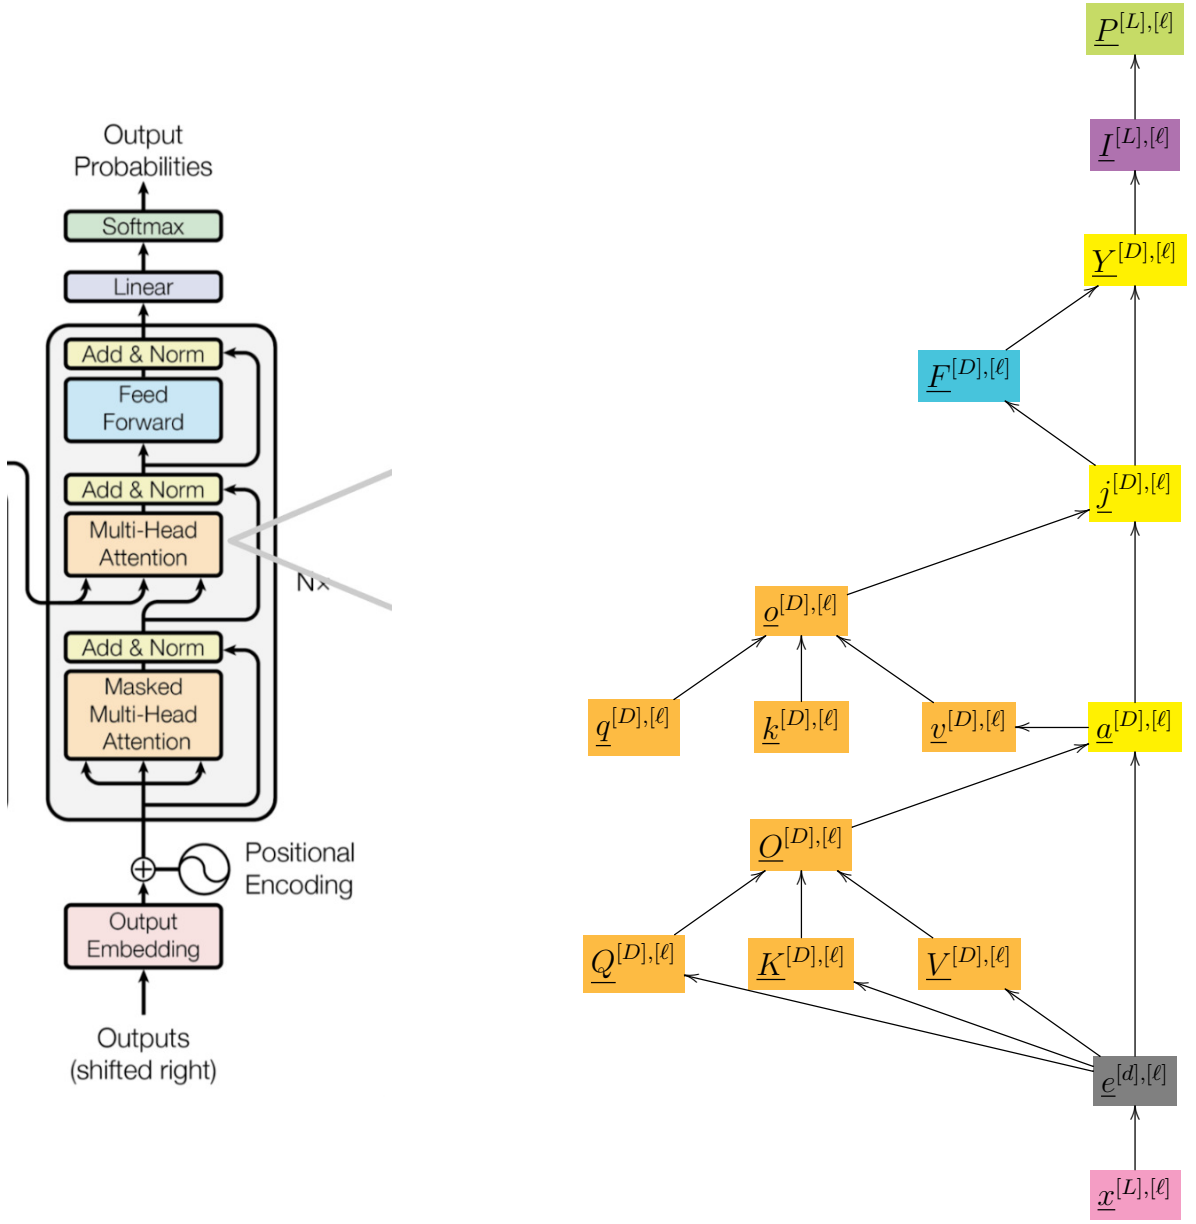 Output
Probabilities
Softmax
Linear
Add & Norm
Feed
Forward
Add & Norm
Multi-Head
Attention
N×
Add & Norm
Masked
Multi-Head
Attention
Positional
Encoding
Output
Embedding
Outputs
(shifted right)
P^{[L],[ℓ]}
I^{[L],[ℓ]}
Y^{[D],[ℓ]}
F^{[D],[ℓ]}
j^{[D],[ℓ]}
o^{[D],[ℓ]}
q^{[D],[ℓ]} k^{[D],[ℓ]} v^{[D],[ℓ]} a^{[D],[ℓ]}
O^{[D],[ℓ]}
Q^{[D],[ℓ]} K^{[D],[ℓ]} V^{[D],[ℓ]}
e^{[d],[ℓ]}
x^{[L],[ℓ]}